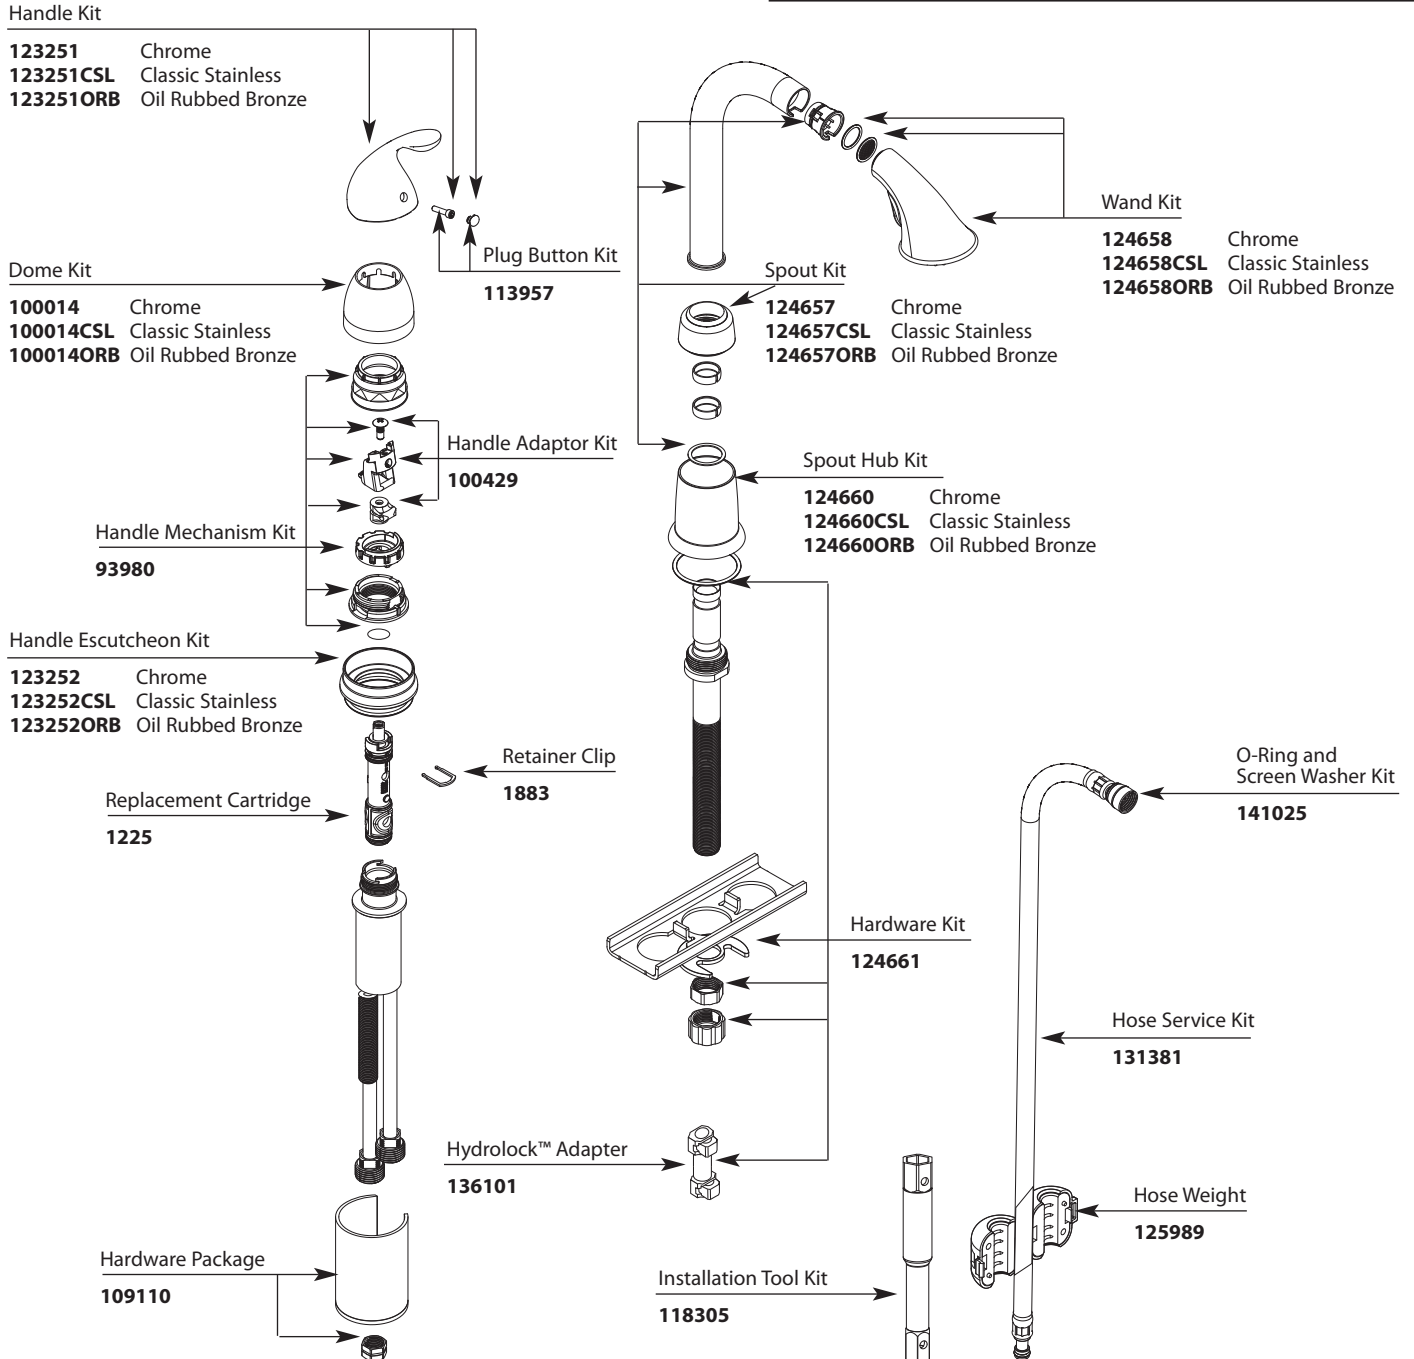 Handle Kit
123251 Chrome
123251CSL Classic Stainless
123251ORB Oil Rubbed Bronze
Plug Button Kit
113957
Dome Kit
100014 Chrome
100014CSL Classic Stainless
100014ORB Oil Rubbed Bronze
Handle Adaptor Kit
100429
Handle Mechanism Kit
93980
Handle Escutcheon Kit
123252 Chrome
123252CSL Classic Stainless
123252ORB Oil Rubbed Bronze
Retainer Clip
1883
Replacement Cartridge
1225
Hardware Package
109110
Wand Kit
124658 Chrome
124658CSL Classic Stainless
124658ORB Oil Rubbed Bronze
Spout Kit
124657 Chrome
124657CSL Classic Stainless
124657ORB Oil Rubbed Bronze
Spout Hub Kit
124660 Chrome
124660CSL Classic Stainless
124660ORB Oil Rubbed Bronze
Hardware Kit
124661
Hydrolock™ Adapter
136101
Installation Tool Kit
118305
O-Ring and
Screen Washer Kit
141025
Hose Service Kit
131381
Hose Weight
125989